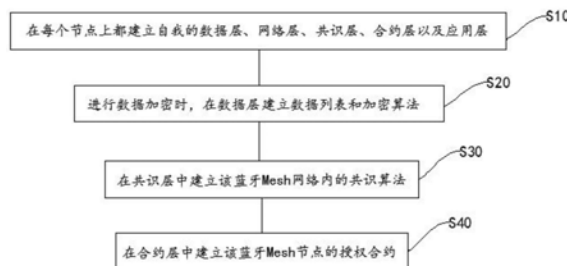 S10
在每个节点上都建立自我的数据层、网络层、共识层、合约层以及应用层
S20
进行数据加密时，在数据层建立数据列表和加密算法
S30
在共识层中建立该蓝牙Mesh网络内的共识算法
S40
在合约层中建立该蓝牙Mesh节点的授权合约